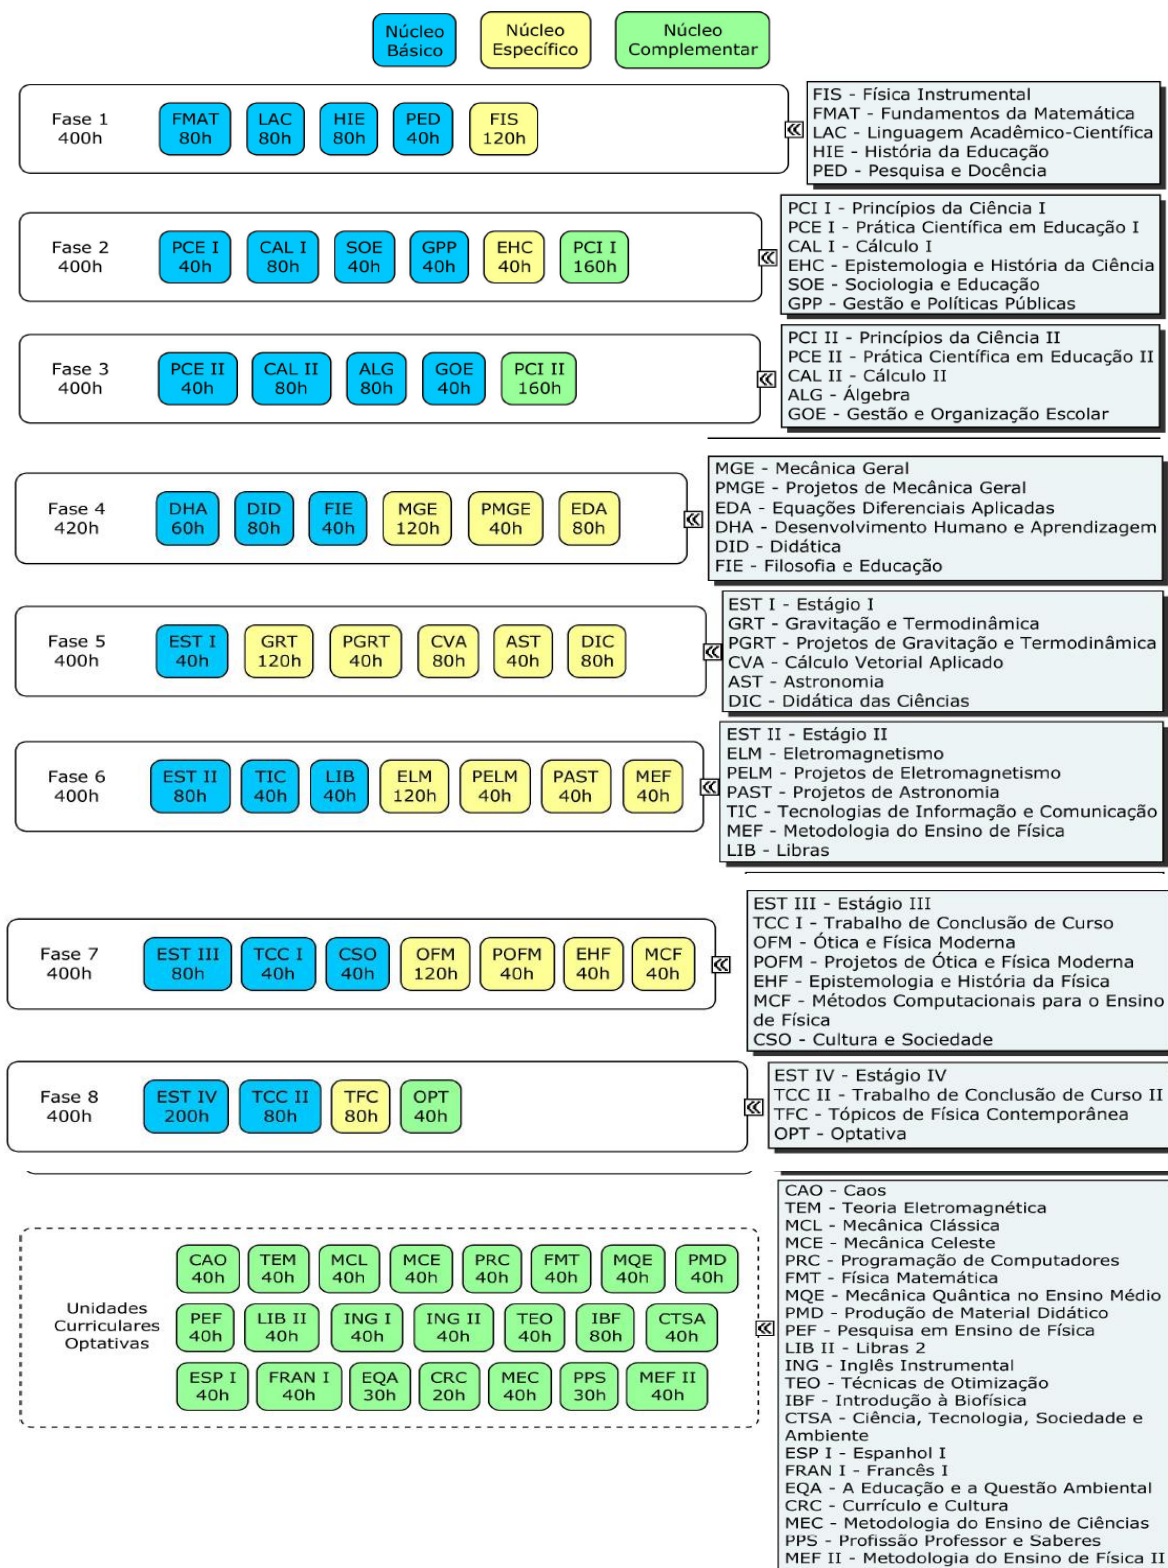 Núcleo
Básico
Núcleo
Específico
Núcleo
Complementar
Fase 1
400h
FMAT
80h
LAC
80h
HIE
80h
PED
40h
FIS
120h
FIS - Física Instrumental
FMAT - Fundamentos da Matemática
LAC - Linguagem Acadêmico-Científica
HIE - História da Educação
PED - Pesquisa e Docência
Fase 2
400h
PCE I
40h
CAL I
80h
SOE
40h
GPP
40h
EHC
40h
PCI I
160h
PCI I - Princípios da Ciência I
PCE I - Prática Científica em Educação I
CAL I - Cálculo I
EHC - Epistemologia e História da Ciência
SOE - Sociologia e Educação
GPP - Gestão e Políticas Públicas
Fase 3
400h
PCE II
40h
CAL II
80h
ALG
80h
GOE
40h
PCI II
160h
PCI II - Princípios da Ciência II
PCE II - Prática Científica em Educação II
CAL II - Cálculo II
ALG - Álgebra
GOE - Gestão e Organização Escolar
Fase 4
420h
DHA
60h
DID
80h
FIE
40h
MGE
120h
PMGE
40h
EDA
80h
MGE - Mecânica Geral
PMGE - Projetos de Mecânica Geral
EDA - Equações Diferenciais Aplicadas
DHA - Desenvolvimento Humano e Aprendizagem
DID - Didática
FIE - Filosofia e Educação
Fase 5
400h
EST I
40h
GRT
120h
PGRT
40h
CVA
80h
AST
40h
DIC
80h
EST I - Estágio I
GRT - Gravitação e Termodinâmica
PGRT - Projetos de Gravitação e Termodinâmica
CVA - Cálculo Vetorial Aplicado
AST - Astronomia
DIC - Didática das Ciências
Fase 6
400h
EST II
80h
TIC
40h
LIB
40h
ELM
120h
PELM
40h
PAST
40h
MEF
40h
EST II - Estágio II
ELM - Eletromagnetismo
PELM - Projetos de Eletromagnetismo
PAST - Projetos de Astronomia
TIC - Tecnologias de Informação e Comunicação
MEF - Metodologia do Ensino de Física
LIB - Libras
Fase 7
400h
EST III
80h
TCC I
40h
CSO
40h
OFM
120h
POFM
40h
EHF
40h
MCF
40h
EST III - Estágio III
TCC I - Trabalho de Conclusão de Curso
OFM - Ótica e Física Moderna
POFM - Projetos de Ótica e Física Moderna
EHF - Epistemologia e História da Física
MCF - Métodos Computacionais para o Ensino
de Física
CSO - Cultura e Sociedade
Fase 8
400h
EST IV
200h
TCC II
80h
TFC
80h
OPT
40h
EST IV - Estágio IV
TCC II - Trabalho de Conclusão de Curso II
TFC - Tópicos de Física Contemporânea
OPT - Optativa
Unidades
Curriculares
Optativas
CAO
40h
TEM
40h
MCL
40h
MCE
40h
PRC
40h
FMT
40h
MQE
40h
PMD
40h
PEF
40h
LIB II
40h
ING I
40h
ING II
40h
TEO
40h
IBF
80h
CTSA
40h
ESP I
40h
FRAN I
40h
EQA
30h
CRC
20h
MEC
40h
PPS
30h
MEF II
40h
CAO - Caos
TEM - Teoria Eletromagnética
MCL - Mecânica Clássica
MCE - Mecânica Celeste
PRC - Programação de Computadores
FMT - Física Matemática
MQE - Mecânica Quântica no Ensino Médio
PMD - Produção de Material Didático
PEF - Pesquisa em Ensino de Física
LIB II - Libras 2
ING - Inglês Instrumental
TEO - Técnicas de Otimização
IBF - Introdução à Biofísica
CTSA - Ciência, Tecnologia, Sociedade e
Ambiente
ESP I - Espanhol I
FRAN I - Francês I
EQA - A Educação e a Questão Ambiental
CRC - Currículo e Cultura
MEC - Metodologia do Ensino de Ciências
PPS - Profissão Professor e Saberes
MEF II - Metodologia do Ensino de Física II